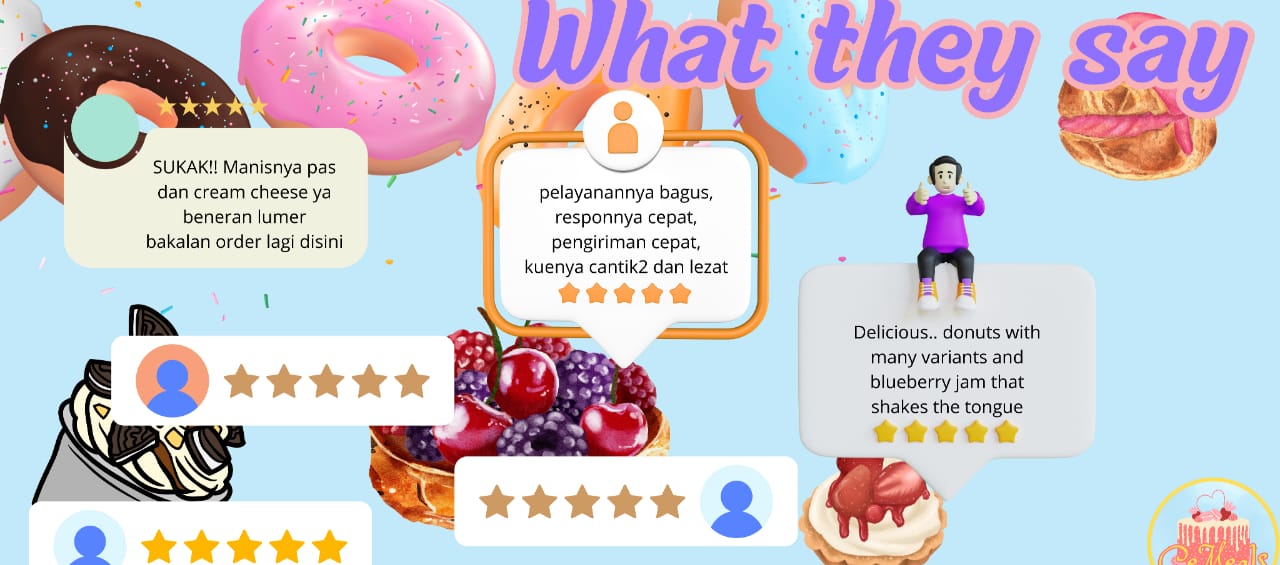 What they say
SUKAK!! Manisnya pas
dan cream cheese ya
beneran lumer
bakalan order lagi disini
pelayanannya bagus,
responnya cepat,
pengiriman cepat,
kuenya cantik2 dan lezat
Delicious.. donuts with
many variants and
blueberry jam that
shakes the tongue